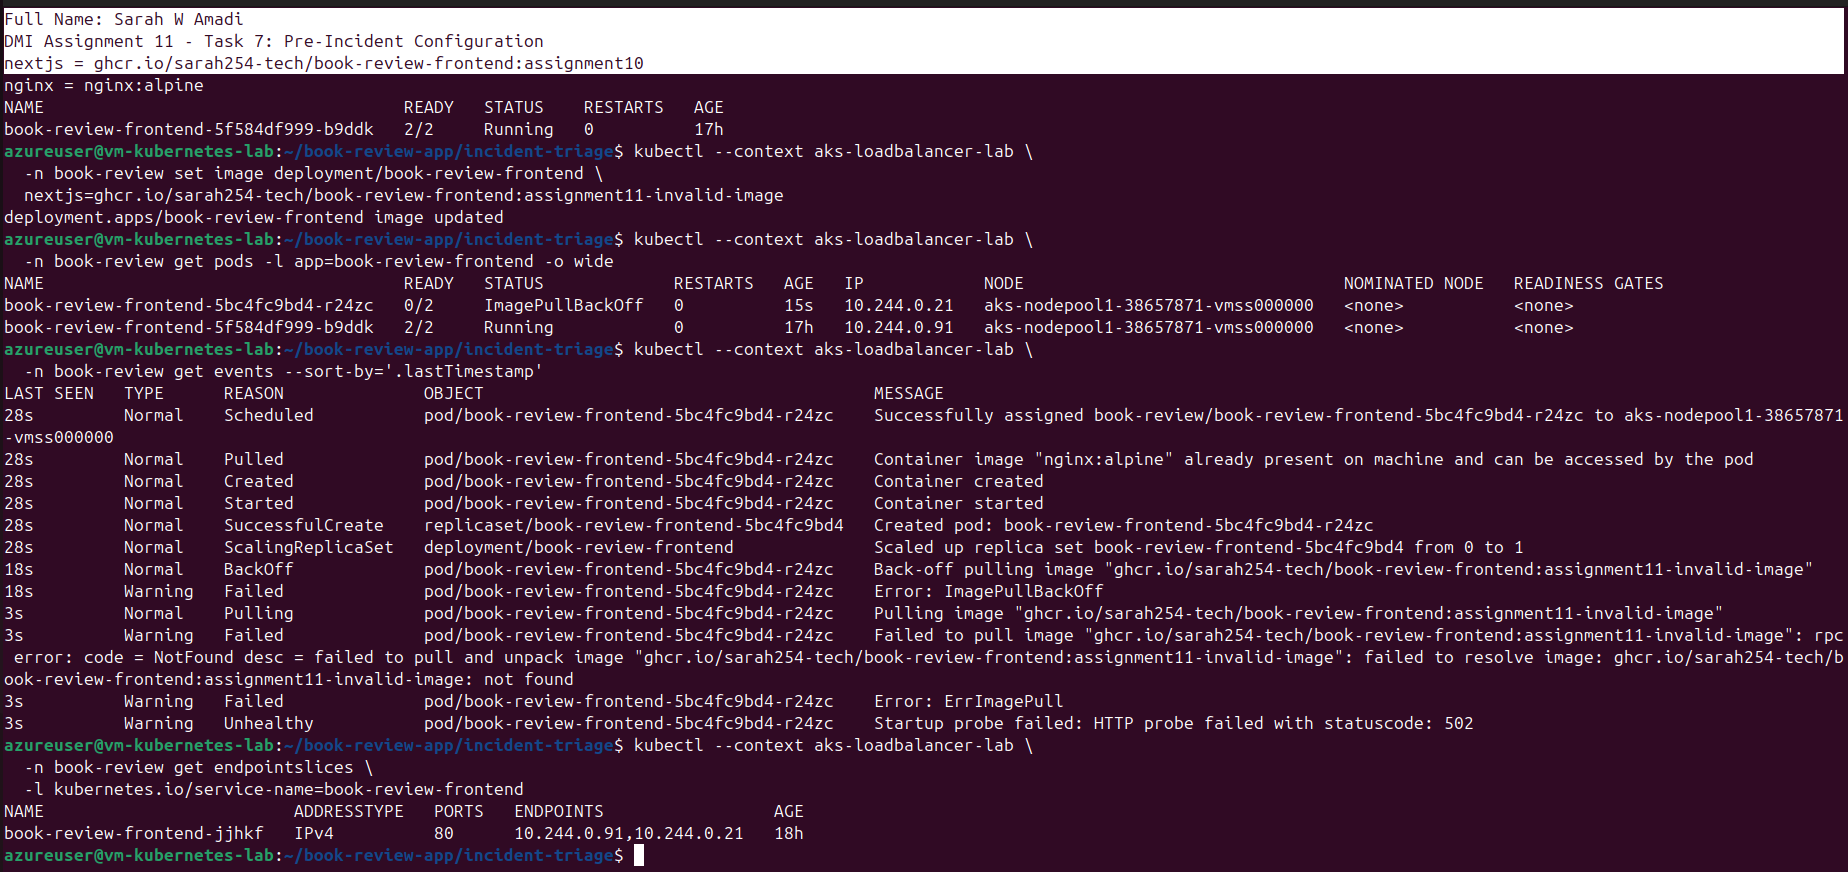 Full Name: Sarah W Amadi
DMI Assignment 11 - Task 7: Pre-Incident Configuration
nextjs = ghcr.io/sarah254-tech/book-review-frontend:assignment10
nginx = nginx:alpine
NAME                                    READY   STATUS    RESTARTS   AGE
book-review-frontend-5f584df999-b9ddk   2/2     Running   0          17h
azureuser@vm-kubernetes-lab:~/book-review-app/incident-triage$ kubectl --context aks-loadbalancer-lab \
  -n book-review set image deployment/book-review-frontend \
  nextjs=ghcr.io/sarah254-tech/book-review-frontend:assignment11-invalid-image
deployment.apps/book-review-frontend image updated
azureuser@vm-kubernetes-lab:~/book-review-app/incident-triage$ kubectl --context aks-loadbalancer-lab \
  -n book-review get pods -l app=book-review-frontend -o wide
NAME                                    READY   STATUS             RESTARTS   AGE   IP            NODE                                NOMINATED NODE   READINESS GATES
book-review-frontend-5bc4fc9bd4-r24zc   0/2     ImagePullBackOff   0          15s   10.244.0.21   aks-nodepool1-38657871-vmss000000   <none>           <none>
book-review-frontend-5f584df999-b9ddk   2/2     Running            0          17h   10.244.0.91   aks-nodepool1-38657871-vmss000000   <none>           <none>
azureuser@vm-kubernetes-lab:~/book-review-app/incident-triage$ kubectl --context aks-loadbalancer-lab \
  -n book-review get events --sort-by='.lastTimestamp'
LAST SEEN   TYPE      REASON              OBJECT                                       MESSAGE
28s         Normal    Scheduled           pod/book-review-frontend-5bc4fc9bd4-r24zc    Successfully assigned book-review/book-review-frontend-5bc4fc9bd4-r24zc to aks-nodepool1-38657871
-vmss000000
28s         Normal    Pulled              pod/book-review-frontend-5bc4fc9bd4-r24zc    Container image "nginx:alpine" already present on machine and can be accessed by the pod
28s         Normal    Created             pod/book-review-frontend-5bc4fc9bd4-r24zc    Container created
28s         Normal    Started             pod/book-review-frontend-5bc4fc9bd4-r24zc    Container started
28s         Normal    SuccessfulCreate    replicaset/book-review-frontend-5bc4fc9bd4   Created pod: book-review-frontend-5bc4fc9bd4-r24zc
28s         Normal    ScalingReplicaSet   deployment/book-review-frontend              Scaled up replica set book-review-frontend-5bc4fc9bd4 from 0 to 1
18s         Normal    BackOff             pod/book-review-frontend-5bc4fc9bd4-r24zc    Back-off pulling image "ghcr.io/sarah254-tech/book-review-frontend:assignment11-invalid-image"
18s         Warning   Failed              pod/book-review-frontend-5bc4fc9bd4-r24zc    Error: ImagePullBackOff
3s          Normal    Pulling             pod/book-review-frontend-5bc4fc9bd4-r24zc    Pulling image "ghcr.io/sarah254-tech/book-review-frontend:assignment11-invalid-image"
3s          Warning   Failed              pod/book-review-frontend-5bc4fc9bd4-r24zc    Failed to pull image "ghcr.io/sarah254-tech/book-review-frontend:assignment11-invalid-image": rpc
 error: code = NotFound desc = failed to pull and unpack image "ghcr.io/sarah254-tech/book-review-frontend:assignment11-invalid-image": failed to resolve image: ghcr.io/sarah254-tech/b
ook-review-frontend:assignment11-invalid-image: not found
3s          Warning   Failed              pod/book-review-frontend-5bc4fc9bd4-r24zc    Error: ErrImagePull
3s          Warning   Unhealthy           pod/book-review-frontend-5bc4fc9bd4-r24zc    Startup probe failed: HTTP probe failed with statuscode: 502
azureuser@vm-kubernetes-lab:~/book-review-app/incident-triage$ kubectl --context aks-loadbalancer-lab \
  -n book-review get endpointslices \
  -l kubernetes.io/service-name=book-review-frontend
NAME                         ADDRESSTYPE   PORTS   ENDPOINTS                 AGE
book-review-frontend-jjhkf   IPv4          80      10.244.0.91,10.244.0.21   18h
azureuser@vm-kubernetes-lab:~/book-review-app/incident-triage$